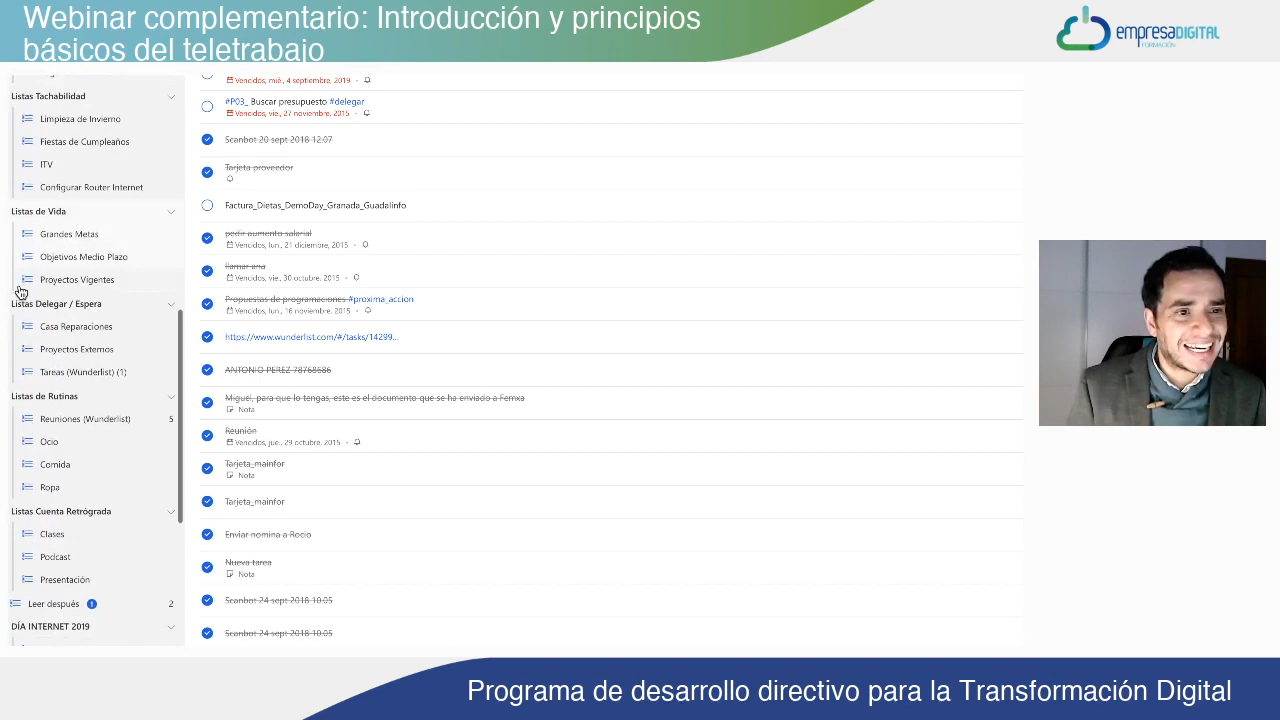 Webinar complementario: Introducción y principios
básicos del teletrabajo
empresaDIGITAL
FORMACIÓN
Listas Tachabilidad
Limpieza de Invierno
Fiestas de Cumpleaños
ITV
Configurar Router Internet
Listas de Vida
Grandes Metas
Objetivos Medio Plazo
Proyectos Vigentes
Listas Delegar / Espera
Casa Reparaciones
Proyectos Externos
Tareas (Wunderlist) (1)
Listas de Rutinas
Reuniones (Wunderlist) 5
Ocio
Comida
Ropa
Listas Cuenta Retrógrada
Clases
Podcast
Presentación
Leer después ! 2
DÍA INTERNET 2019
Vencidos, mié., 4 septiembre, 2019 •
#P03_ Buscar presupuesto #delegar
Vencidos, vie., 27 noviembre, 2015 •
Scanbot 20 sept 2018 12.07
Tarjeta proveedor
Factura_Dietas_DemoDay_Granada_Guadalinfo
pedir aumento salarial
Vencidos, lun., 21 diciembre, 2015 •
llamar ana
Vencidos, vie., 30 octubre, 2015 •
Propuestas de programaciones #proxima_accion
Vencidos, lun., 16 noviembre, 2015 •
https://www.wunderlist.com/#/tasks/14299...
ANTONIO PEREZ 78768686
Miguel, para que lo tengas, este es el documento que se ha enviado a Femxa
Nota
Reunión
Vencidos, jue., 29 octubre, 2015 •
Tarjeta_mainfor
Nota
Tarjeta_mainfor
Enviar nomina a Rocio
Nueva tarea
Nota
Scanbot 24 sept 2018 10.05
Scanbot 24 sept 2018 10.05
Programa de desarrollo directivo para la Transformación Digital